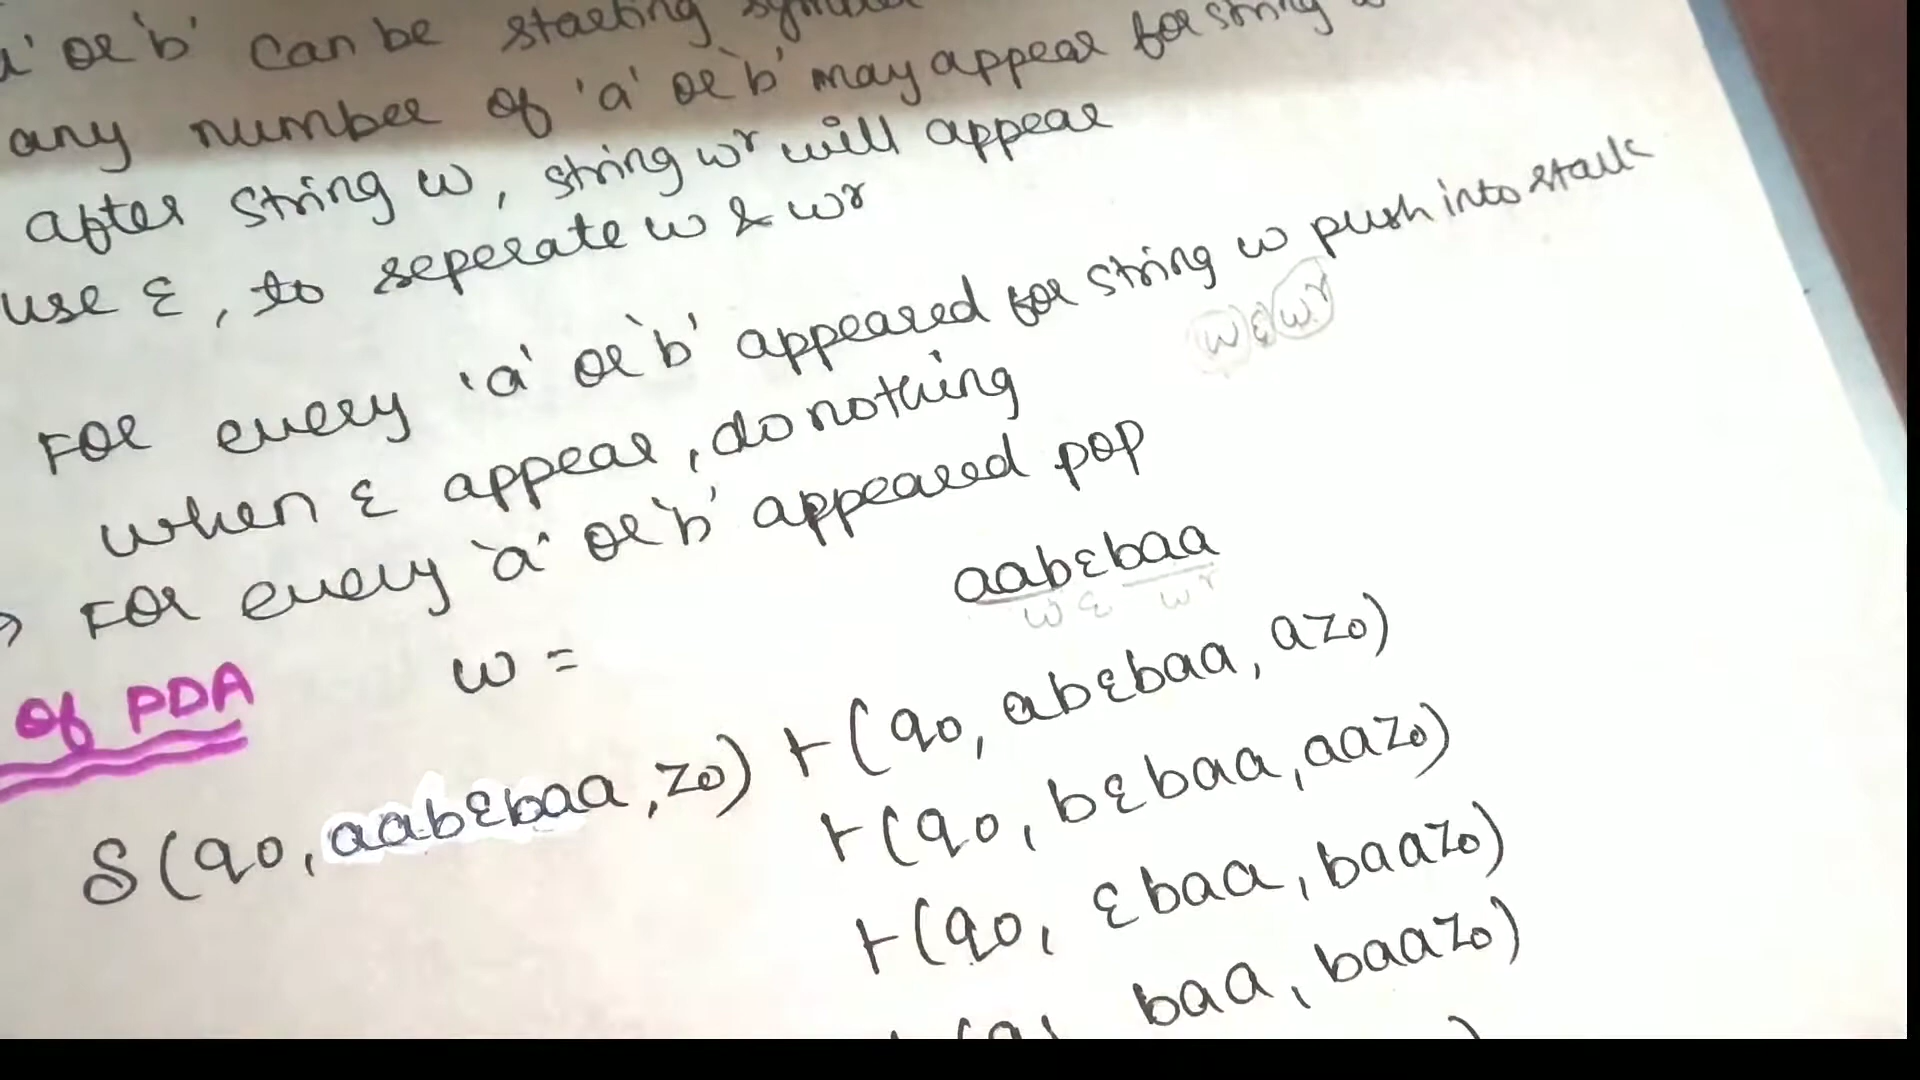 a' or 'b' can be starting symbol
any number of 'a' or 'b' may appear for string w
after string w, string wʳ will appear
use ε, to seperate w & wʳ
For every 'a' or 'b' appeared for string w push into stack
w ε wʳ
when ε appear, do nothing
→ For every 'a' or 'b' appeared pop
w = aabεbaa
w ε wʳ
of PDA
δ(q0, aabεbaa, z0) ⊢ (q0, abεbaa, az0)
⊢ (q0, bεbaa, aaz0)
⊢ (q0, εbaa, baaz0)
baa, baaz0)